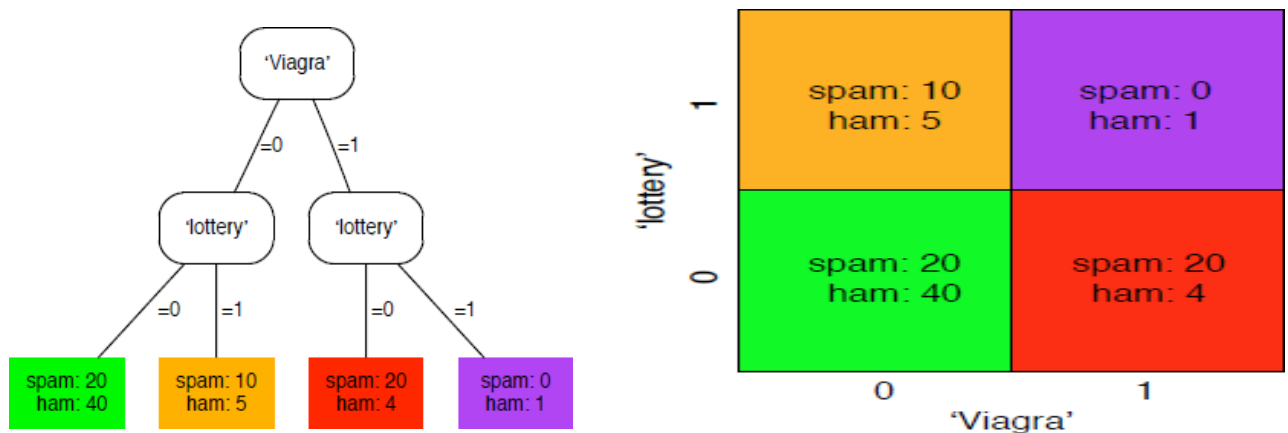 ‘Viagra’
=0
=1
‘lottery’
‘lottery’
=0
=1
=0
=1
spam: 20
ham: 40
spam: 10
ham: 5
spam: 20
ham: 4
spam: 0
ham: 1
‘lottery’
1
0
spam: 10
ham: 5
spam: 0
ham: 1
spam: 20
ham: 40
spam: 20
ham: 4
0
1
‘Viagra’